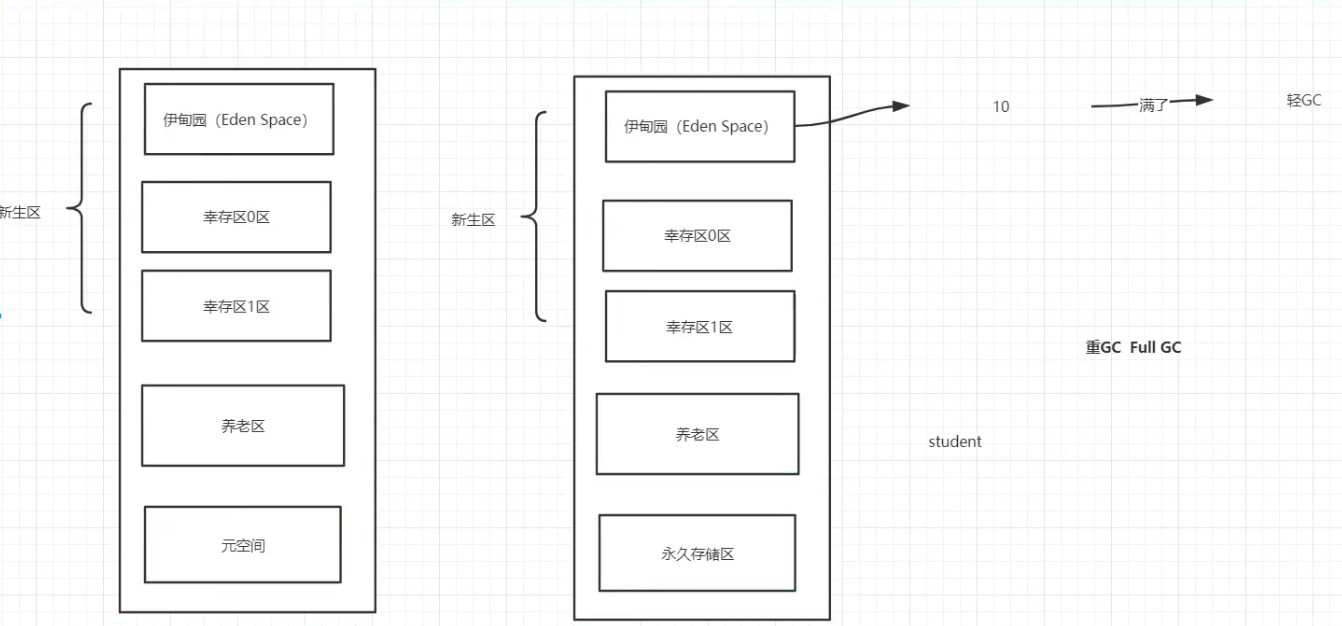 伊甸园（Eden Space）
新生区
幸存区0区
幸存区1区
养老区
元空间
伊甸园（Eden Space）
10
满了
轻GC
新生区
幸存区0区
幸存区1区
重GC Full GC
养老区
student
永久存储区